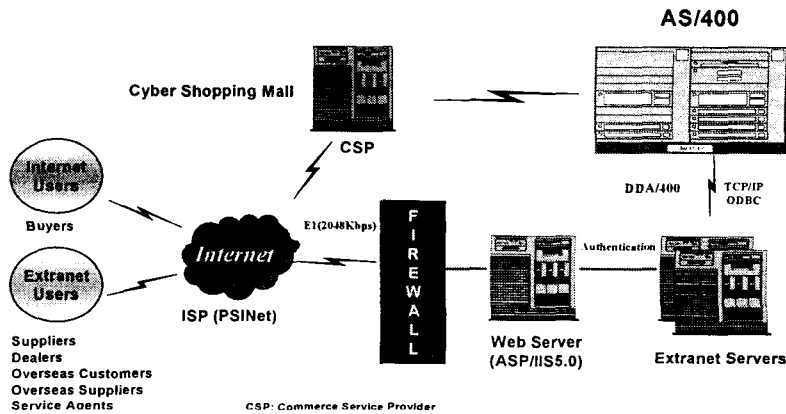 AS/400
Cyber Shopping Mall
CSP
Internet
Users
Buyers
DDA/400
TCP/IP
ODBC
E1(2048Kbps)
FIREWALL
Internet
Authentication
Extranet
Users
ISP (PSINet)
Web Server
(ASP/IIS5.0)
Extranet Servers
Suppliers
Dealers
Overseas Customers
Overseas Suppliers
Service Agents
CSP: Commerce Service Provider